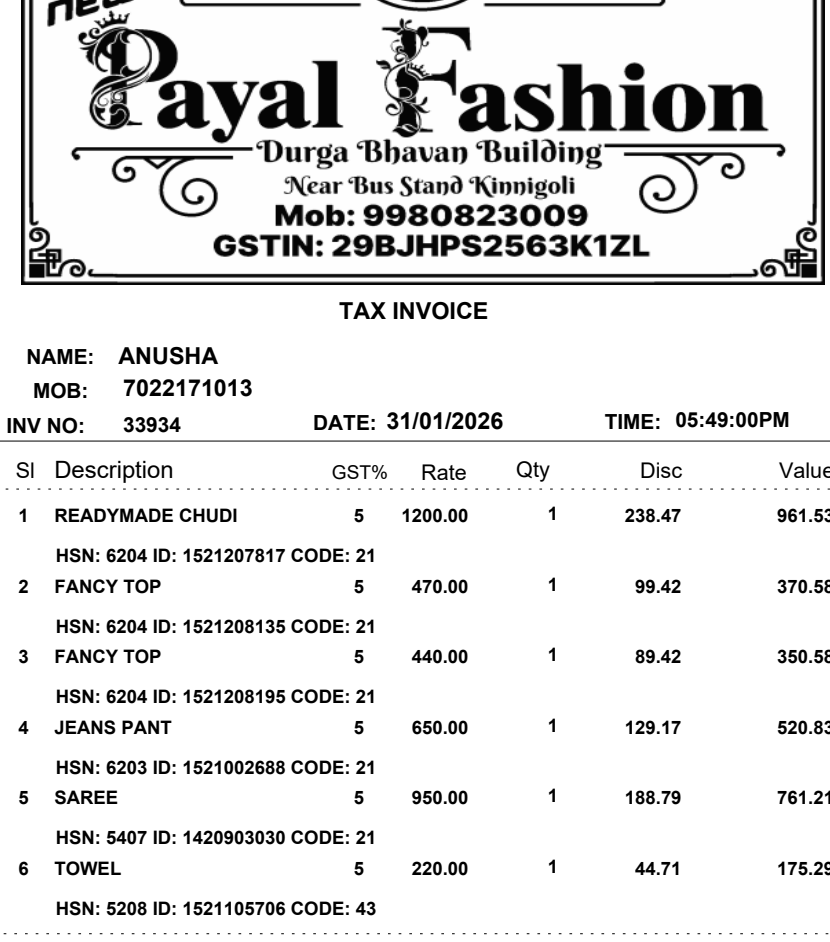 new
Payal Fashion
Durga Bhavan Building
Near Bus Stand Kinnigoli
Mob: 9980823009
GSTIN: 29BJHPS2563K1ZL
TAX INVOICE
NAME: ANUSHA
MOB: 7022171013
INV NO: 33934 DATE: 31/01/2026 TIME: 05:49:00PM
Sl Description GST% Rate Qty Disc Value
1 READYMADE CHUDI 5 1200.00 1 238.47 961.53
HSN: 6204 ID: 1521207817 CODE: 21
2 FANCY TOP 5 470.00 1 99.42 370.58
HSN: 6204 ID: 1521208135 CODE: 21
3 FANCY TOP 5 440.00 1 89.42 350.58
HSN: 6204 ID: 1521208195 CODE: 21
4 JEANS PANT 5 650.00 1 129.17 520.83
HSN: 6203 ID: 1521002688 CODE: 21
5 SAREE 5 950.00 1 188.79 761.21
HSN: 5407 ID: 1420903030 CODE: 21
6 TOWEL 5 220.00 1 44.71 175.29
HSN: 5208 ID: 1521105706 CODE: 43